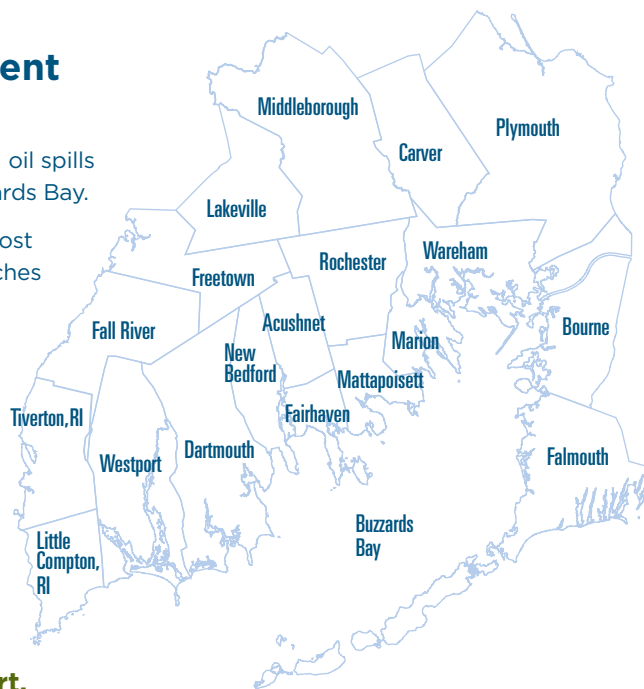 ent
oil spills
ards Bay.
ost
ches
Middleborough
Plymouth
Carver
Lakeville
Wareham
Rochester
Freetown
Acushnet
Fall River
Bourne
Marion
New
Bedford
Mattapoisett
Fairhaven
Tiverton, RI
Dartmouth
Westport
Falmouth
Buzzards
Bay
Little
Compton,
RI
rt.